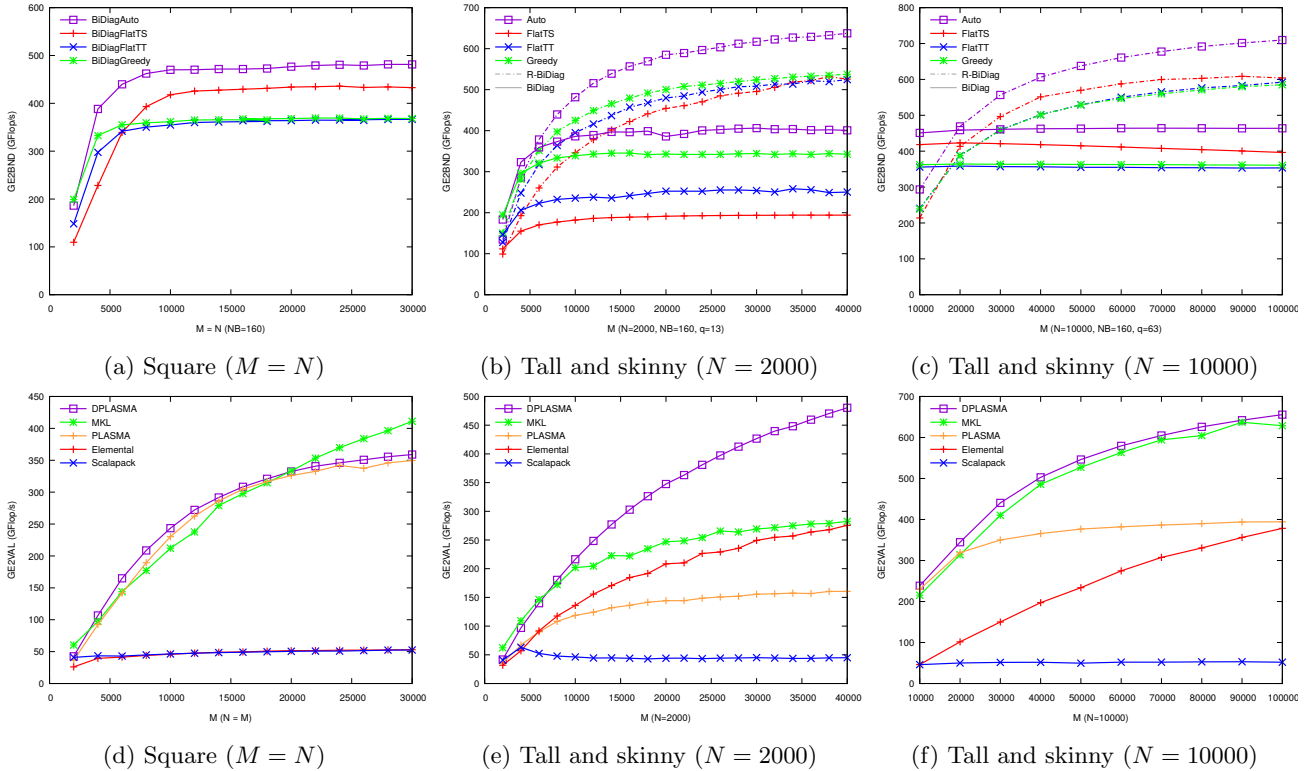 600
500
400
300
200
100
0
0
5000
10000
15000
20000
25000
30000
GE2BND (GFlop/s)
M = N (NB=160)
BiDiagAuto
BiDiagFlatTS
BiDiagFlatTT
BiDiagGreedy
(a) Square (M = N)
700
600
500
400
300
200
100
0
0
5000
10000
15000
20000
25000
30000
35000
40000
GE2BND (GFlop/s)
M (N=2000, NB=160, q=13)
Auto
FlatTS
FlatTT
Greedy
R-BiDiag
BiDiag
(b) Tall and skinny (N = 2000)
800
700
600
500
400
300
200
100
0
10000
20000
30000
40000
50000
60000
70000
80000
90000
100000
GE2BND (GFlop/s)
M (N=10000, NB=160, q=63)
Auto
FlatTS
FlatTT
Greedy
R-BiDiag
BiDiag
(c) Tall and skinny (N = 10000)
450
400
350
300
250
200
150
100
50
0
0
5000
10000
15000
20000
25000
30000
GE2VAL (GFlop/s)
M (N = M)
DPLASMA
MKL
PLASMA
Elemental
Scalapack
(d) Square (M = N)
500
450
400
350
300
250
200
150
100
50
0
0
5000
10000
15000
20000
25000
30000
35000
40000
GE2VAL (GFlop/s)
M (N=2000)
DPLASMA
MKL
PLASMA
Elemental
Scalapack
(e) Tall and skinny (N = 2000)
700
600
500
400
300
200
100
0
10000
20000
30000
40000
50000
60000
70000
80000
90000
100000
GE2VAL (GFlop/s)
M (N=10000)
DPLASMA
MKL
PLASMA
Elemental
Scalapack
(f) Tall and skinny (N = 10000)